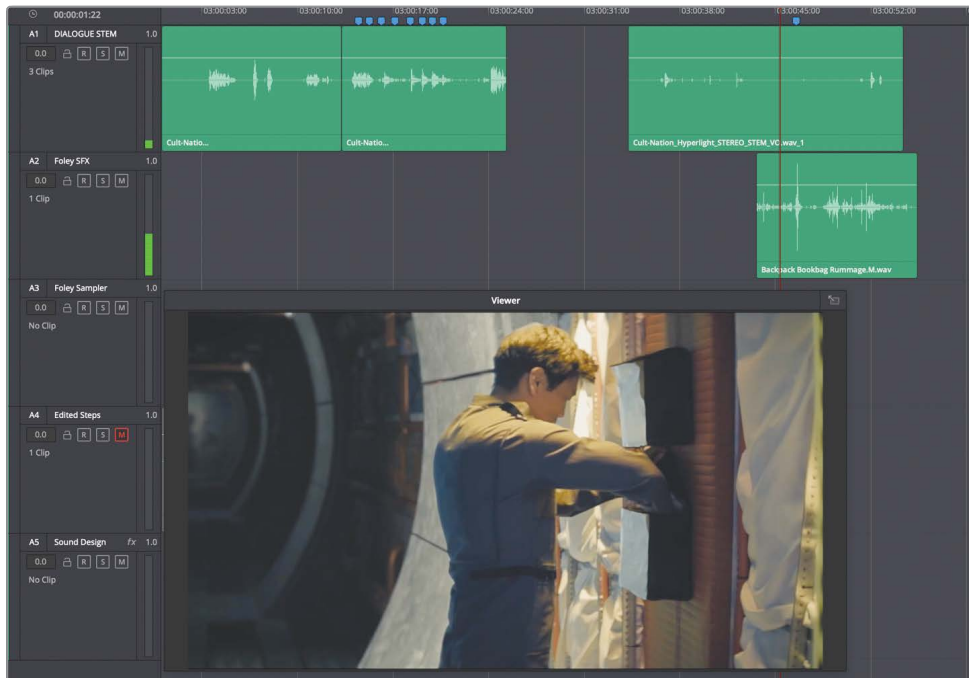 00:00:01:22
03:00:03:00 03:00:10:00 03:00:17:00 03:00:24:00 03:00:31:00 03:00:38:00 03:00:45:00 03:00:52:00
A1 DIALOGUE STEM 1.0
0.0 R S M
3 Clips
Cult-Natio...
Cult-Natio...
Cult-Nation_Hyperlight_STEREO_STEM_VO.wav_1
A2 Foley SFX 1.0
0.0 R S M
1 Clip
Backpack Bookbag Rummage.M.wav
A3 Foley Sampler 1.0
0.0 R S M
No Clip
Viewer
A4 Edited Steps 1.0
0.0 R S M
1 Clip
A5 Sound Design fx 1.0
0.0 R S M
No Clip